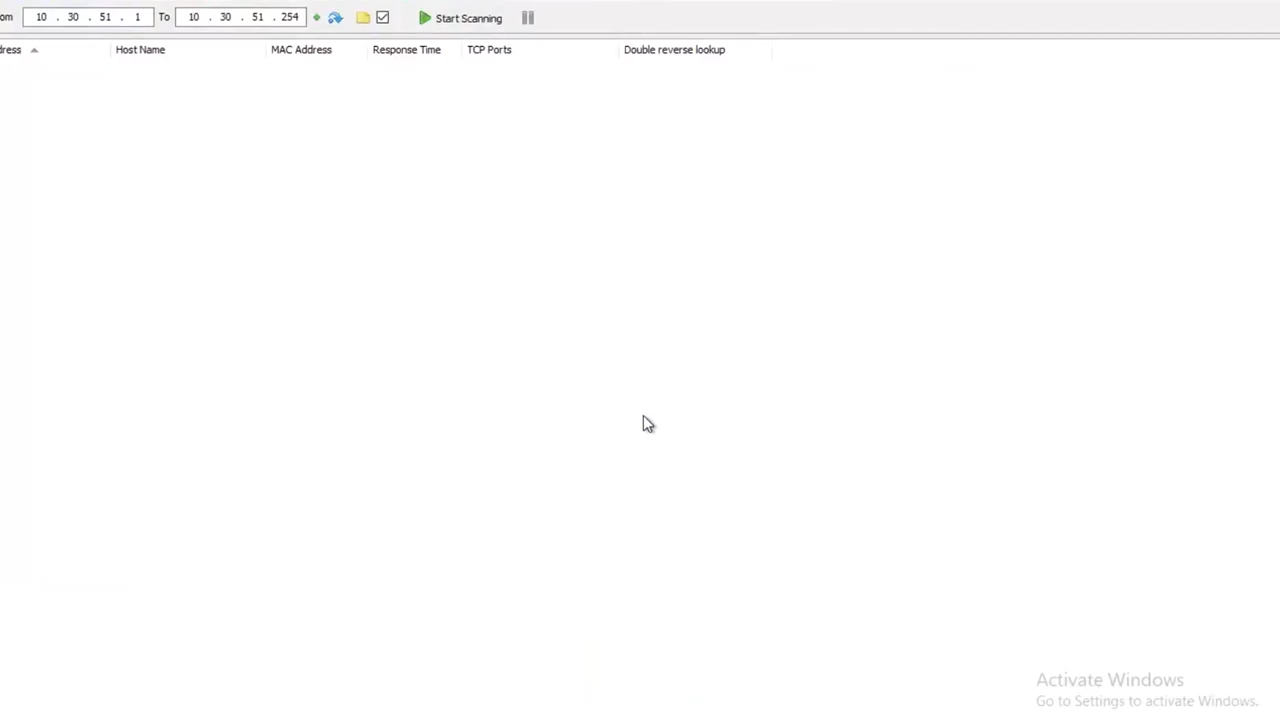 om 10 . 30 . 51 . 1 To 10 . 30 . 51 . 254 Start Scanning
dress Host Name MAC Address Response Time TCP Ports Double reverse lookup
Activate Windows
Go to Settings to activate Windows.